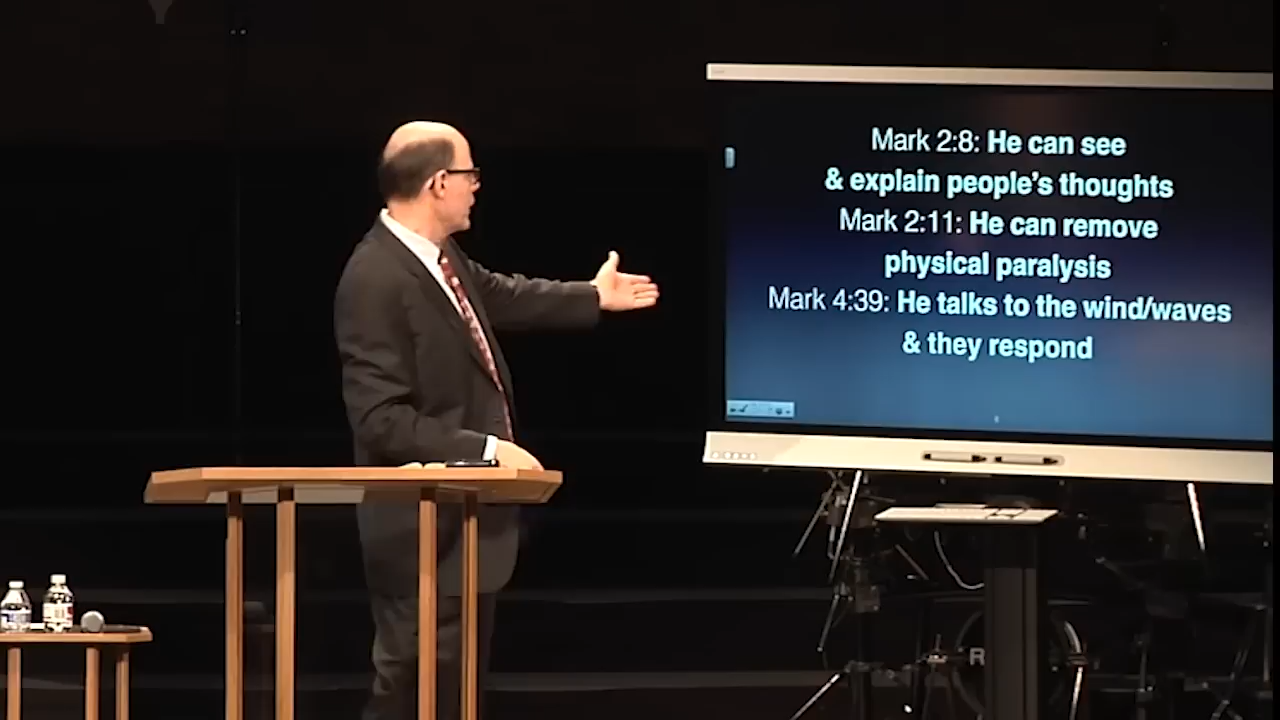 Mark 2:8: He can see
& explain people's thoughts
Mark 2:11: He can remove
physical paralysis
Mark 4:39: He talks to the wind/waves
& they respond
R